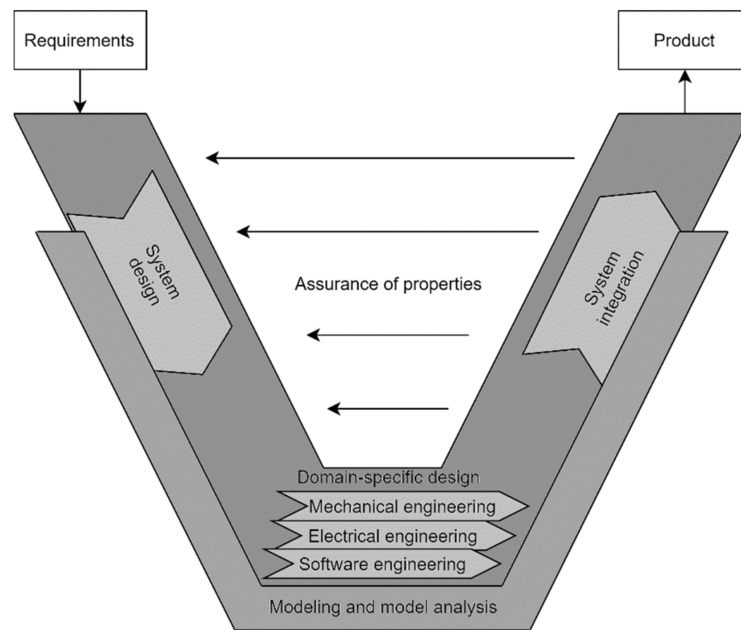 Requirements
Product
System
design
Assurance of properties
System
integration
Domain-specific design
Mechanical engineering
Electrical engineering
Software engineering
Modeling and model analysis